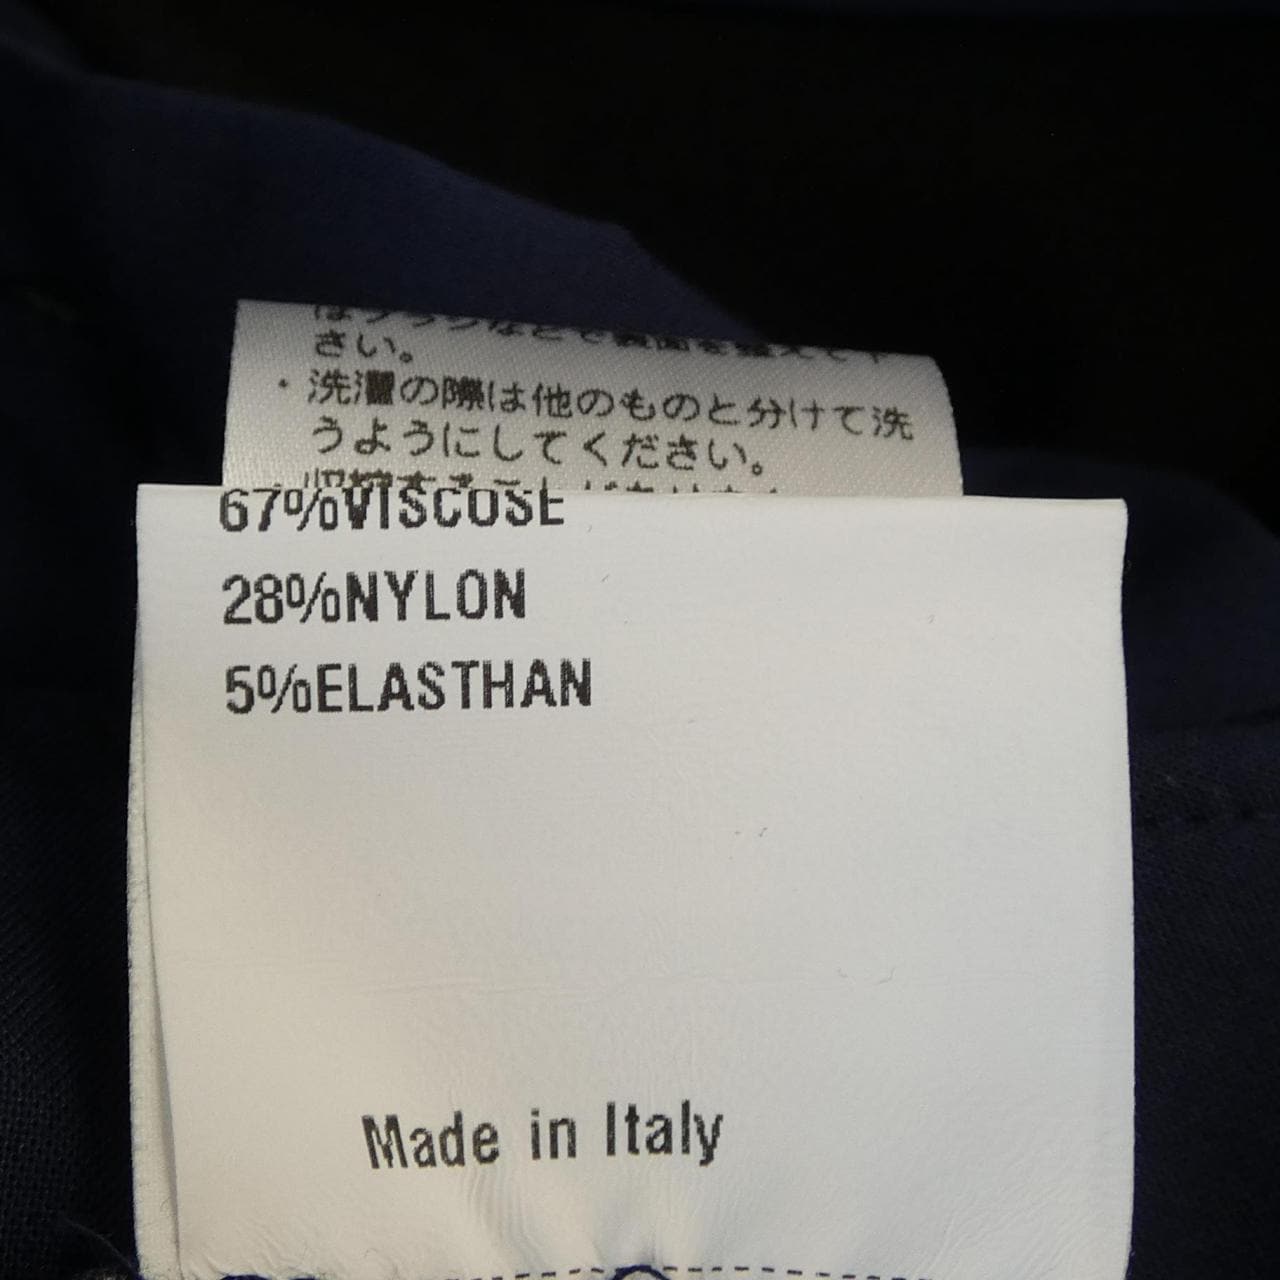 さい。
・洗濯の際は他のものと分けて洗
うようにしてください。
67%VISCOSE
28%NYLON
5%ELASTHAN
Made in Italy